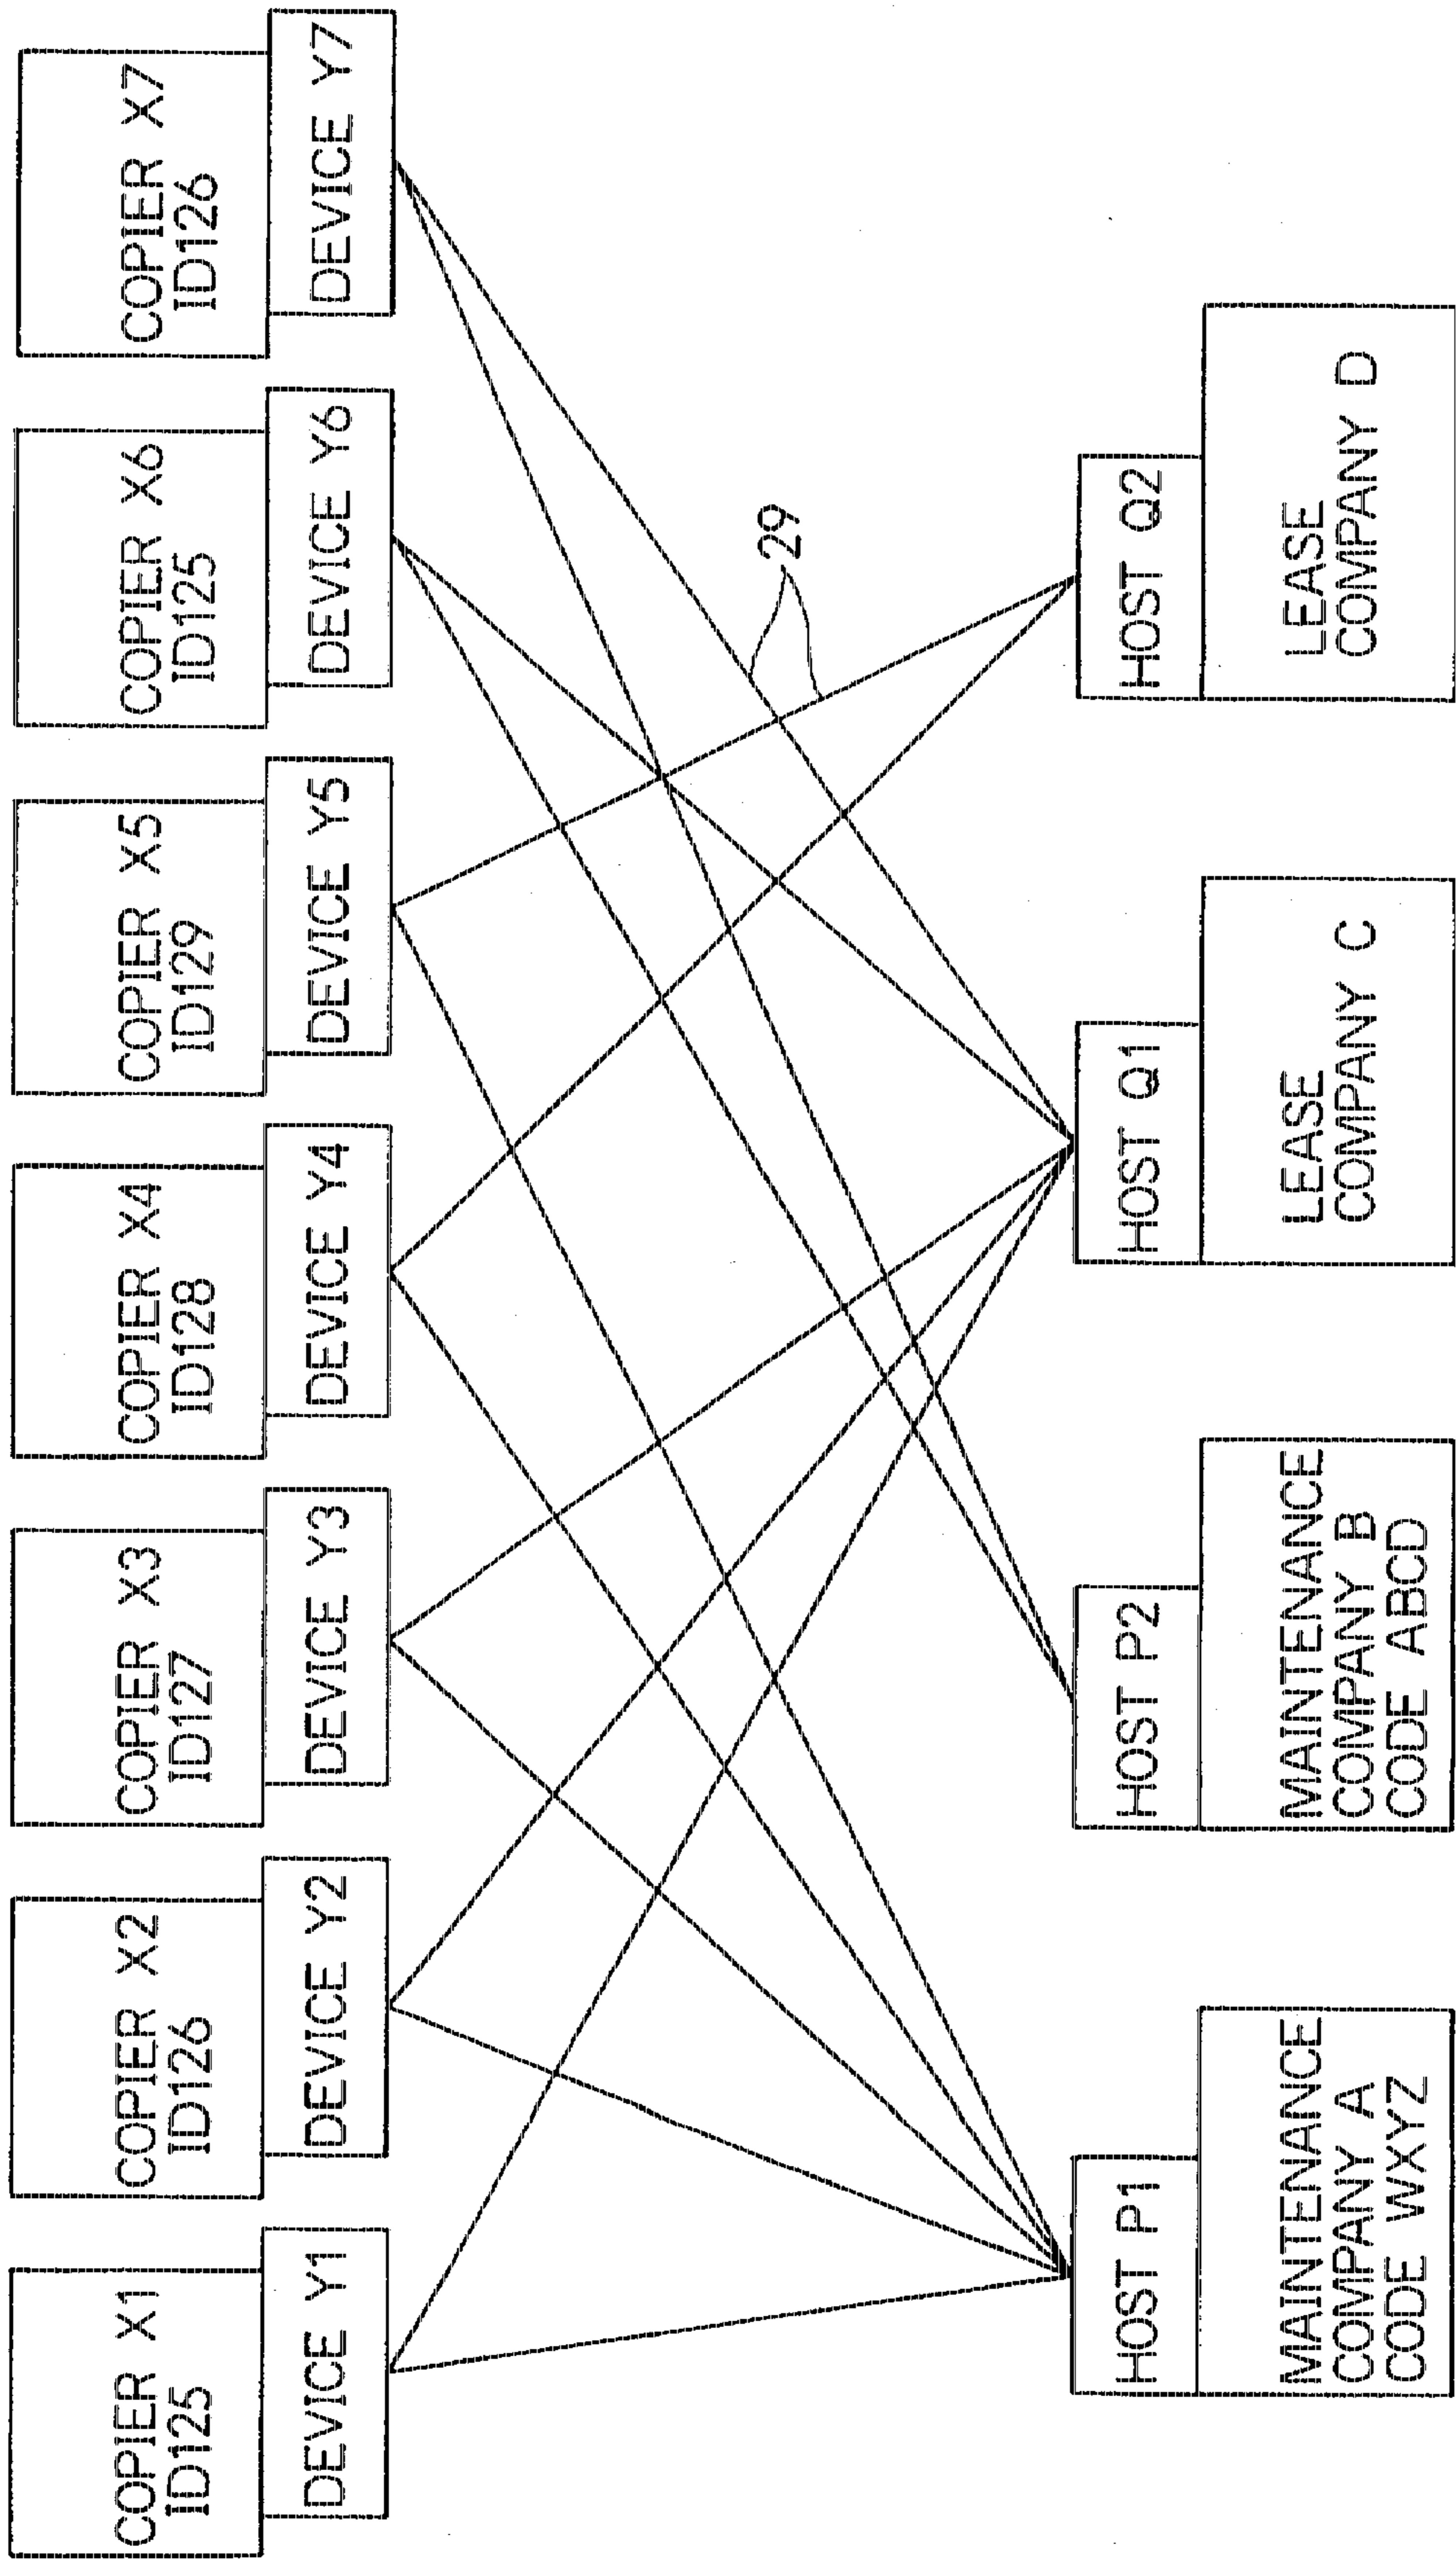 COPIER X1
ID125
DEVICE Y1
COPIER X2
ID126
DEVICE Y2
COPIER X3
ID127
DEVICE Y3
COPIER X4
ID128
DEVICE Y4
COPIER X5
ID129
DEVICE Y5
COPIER X6
ID125
DEVICE Y6
COPIER X7
ID126
DEVICE Y7
29
HOST P1
MAINTENANCE
COMPANY A
CODE WXYZ
HOST P2
MAINTENANCE
COMPANY B
CODE ABCD
HOST Q1
LEASE
COMPANY C
HOST Q2
LEASE
COMPANY D